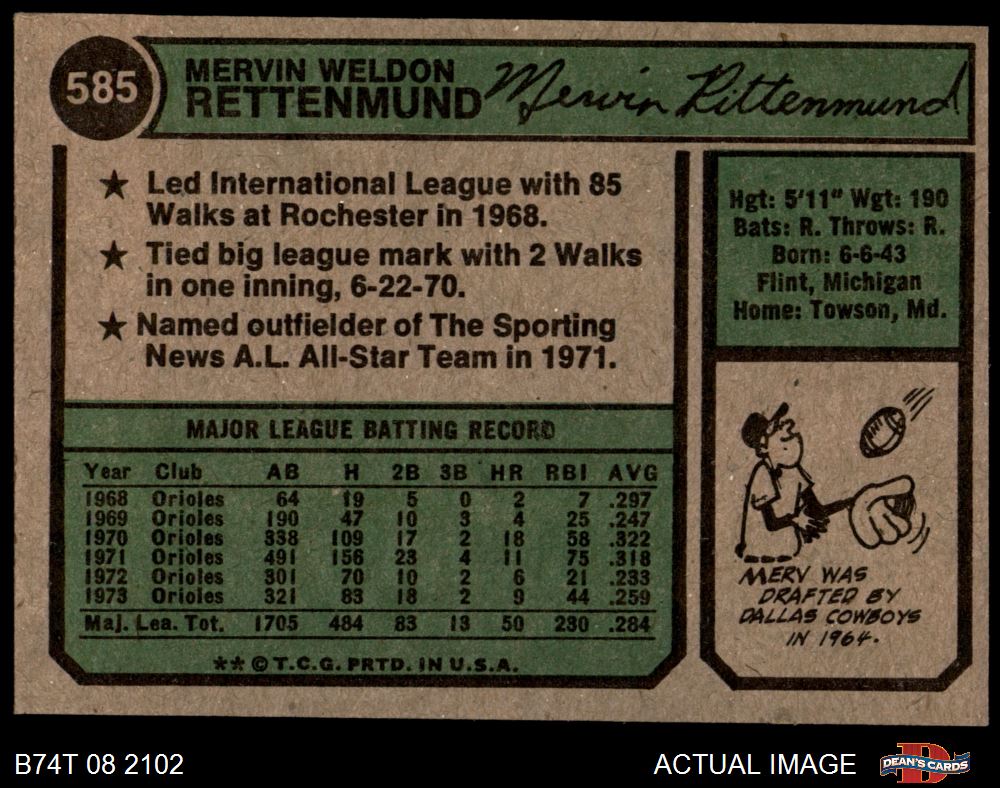 585
MERVIN WELDON
RETTENMUND
Mervin Rettenmund
★ Led International League with 85
Walks at Rochester in 1968.
★ Tied big league mark with 2 Walks
in one inning, 6-22-70.
★ Named outfielder of The Sporting
News A.L. All-Star Team in 1971.
Hgt: 5'11" Wgt: 190
Bats: R. Throws: R.
Born: 6-6-43
Flint, Michigan
Home: Towson, Md.
MAJOR LEAGUE BATTING RECORD
Year Club AB H 2B 3B HR RBI AVG
1968 Orioles 64 19 5 0 2 7 .297
1969 Orioles 190 47 10 3 4 25 .247
1970 Orioles 338 109 17 2 18 58 .322
1971 Orioles 491 156 23 4 11 75 .318
1972 Orioles 301 70 10 2 6 21 .233
1973 Orioles 321 83 18 2 9 44 .259
Maj. Lea. Tot. 1705 484 83 13 50 230 .284
** © T.C.G. PRTD. IN U.S.A.
MERV WAS
DRAFTED BY
DALLAS COWBOYS
IN 1964.
B74T 08 2102
ACTUAL IMAGE
D
DEAN'S CARDS